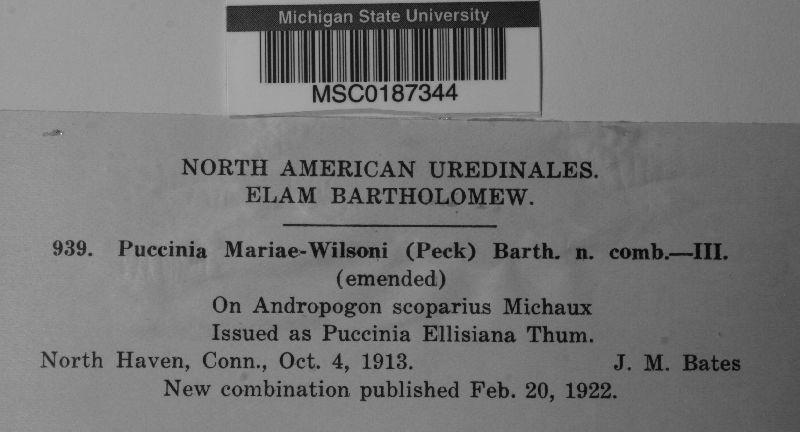 Michigan State University
MSC0187344
NORTH AMERICAN UREDINALES.
ELAM BARTHOLOMEW.
939. Puccinia Mariae-Wilsoni (Peck) Barth. n. comb.—III.
(emended)
On Andropogon scoparius Michaux
Issued as Puccinia Ellisiana Thum.
North Haven, Conn., Oct. 4, 1913. J. M. Bates
New combination published Feb. 20, 1922.